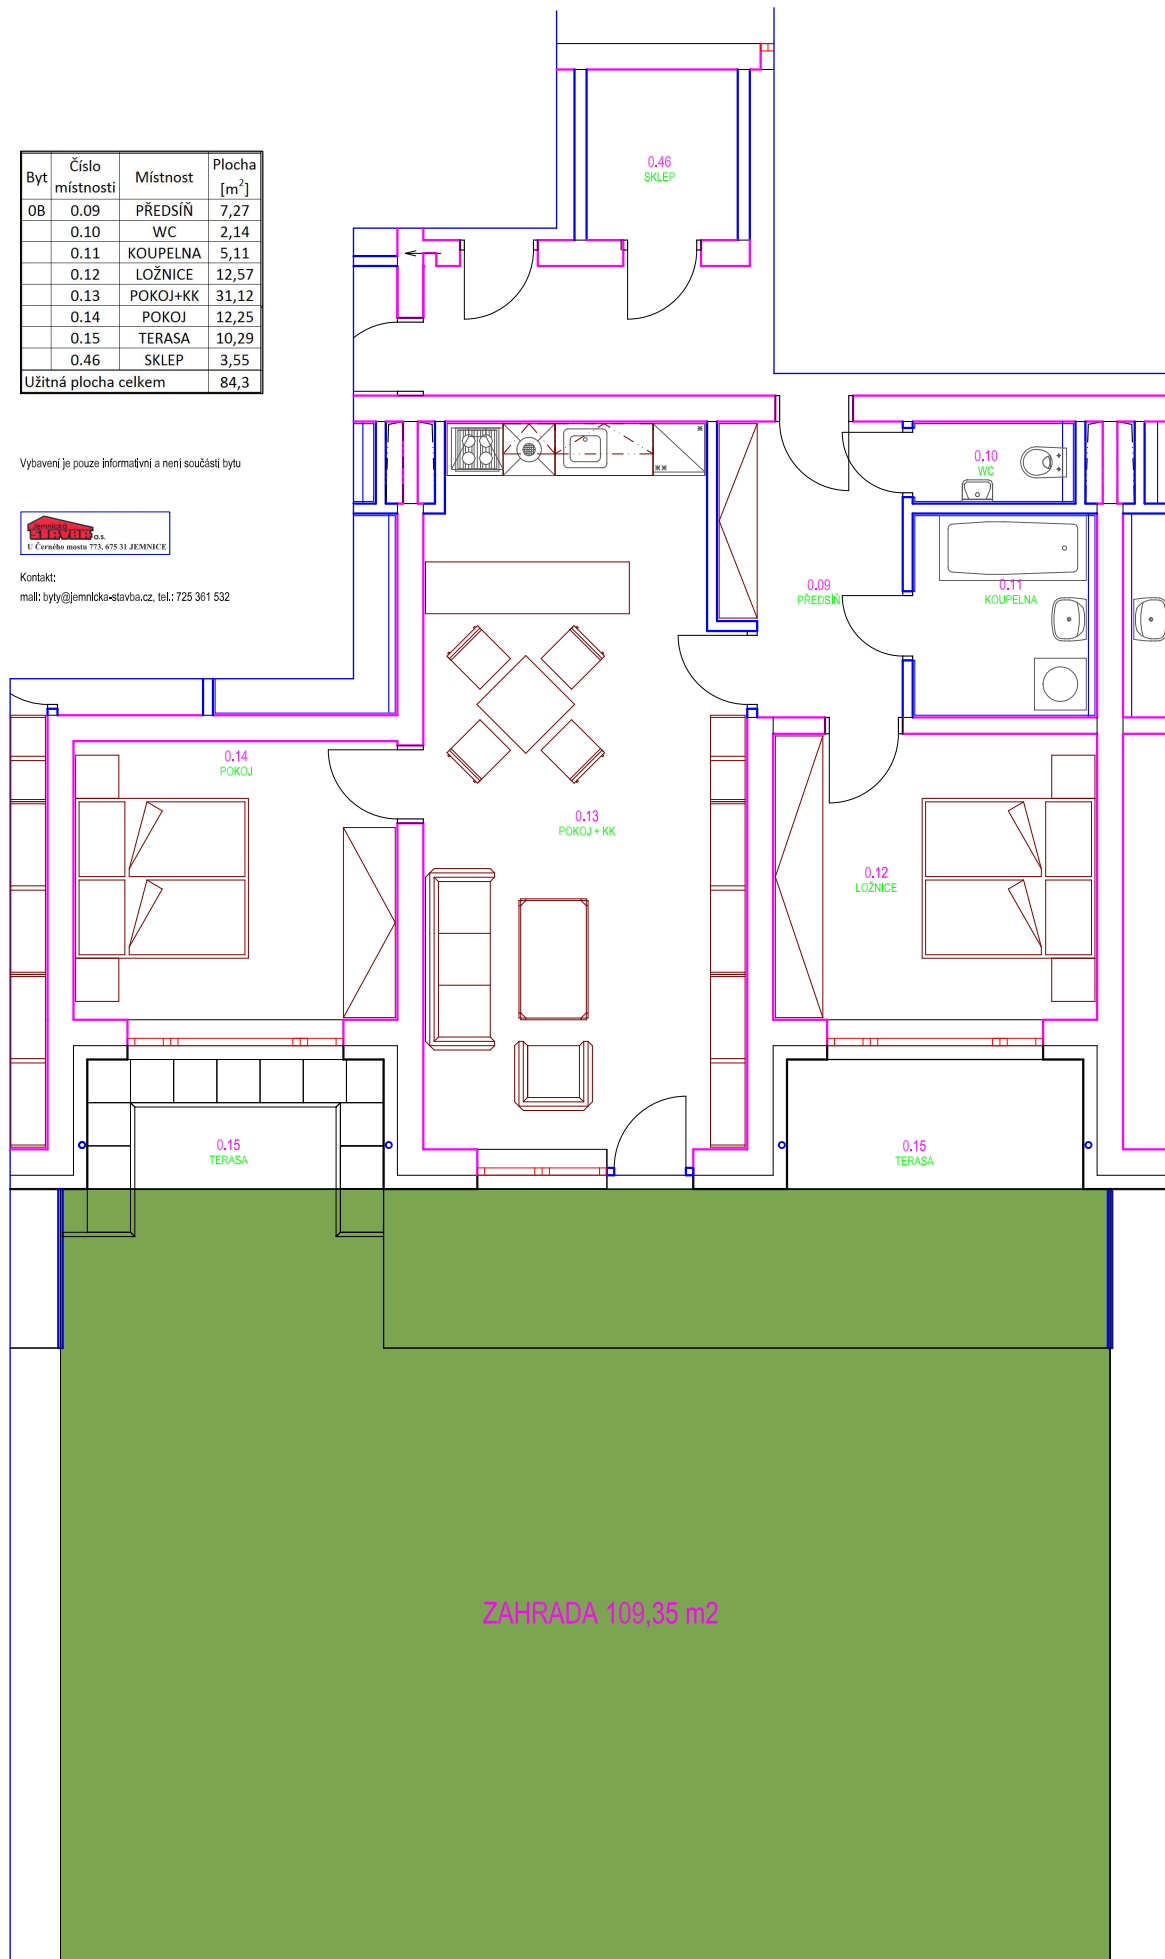 Byt Číslo místnosti Místnost Plocha [m²]
0B 0.09 PŘEDSÍŇ 7,27
0.10 WC 2,14
0.11 KOUPELNA 5,11
0.12 LOŽNICE 12,57
0.13 POKOJ+KK 31,12
0.14 POKOJ 12,25
0.15 TERASA 10,29
0.46 SKLEP 3,55
Užitná plocha celkem 84,3
Vybavení je pouze informativní a není součástí bytu
Jemnická
STAVBA a.s.
U Černého mostu 773, 675 31 JEMNICE
Kontakt:
mail: byty@jemnicka-stavba.cz, tel.: 725 361 532
0.46
SKLEP
0.10
WC
0.09
PŘEDSÍŇ
0.11
KOUPELNA
0.14
POKOJ
0.13
POKOJ + KK
0.12
LOŽNICE
0.15
TERASA
0.15
TERASA
ZAHRADA 109,35 m2